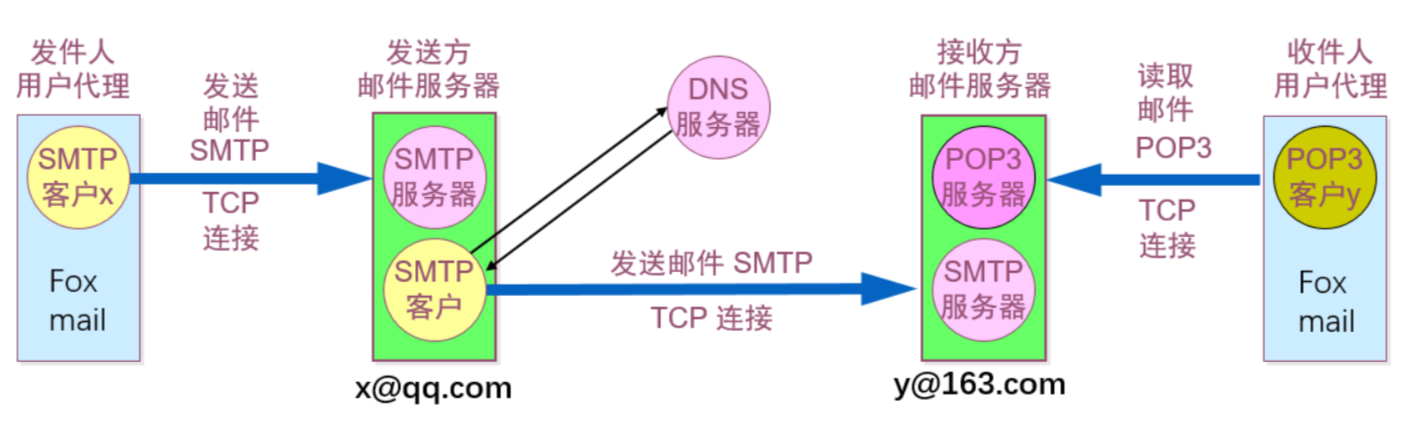 发件人
用户代理
SMTP
客户x
Fox
mail
发送
邮件
SMTP
TCP
连接
发送方
邮件服务器
SMTP
服务器
SMTP
客户
x@qq.com
DNS
服务器
发送邮件 SMTP
TCP 连接
接收方
邮件服务器
POP3
服务器
SMTP
服务器
y@163.com
读取
邮件
POP3
TCP
连接
收件人
用户代理
POP3
客户y
Fox
mail